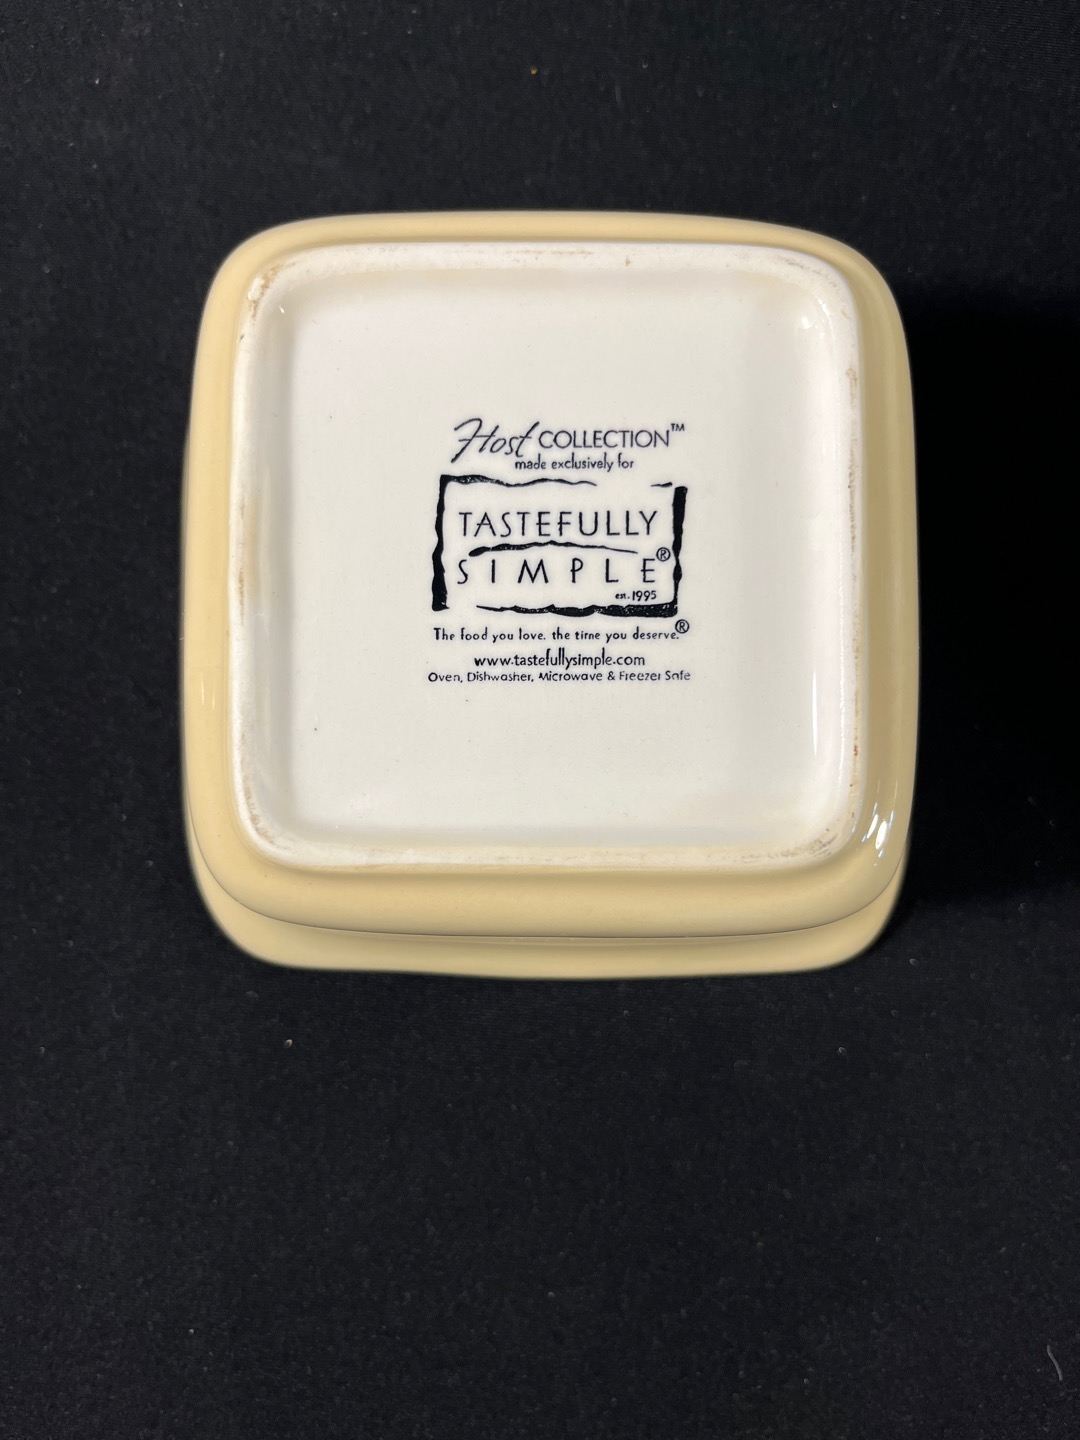 Host COLLECTION™
made exclusively for
TASTEFULLY
SIMPLE®
est. 1995
The food you love. the time you deserve.®
www.tastefullysimple.com
Oven, Dishwasher, Microwave & Freezer Safe